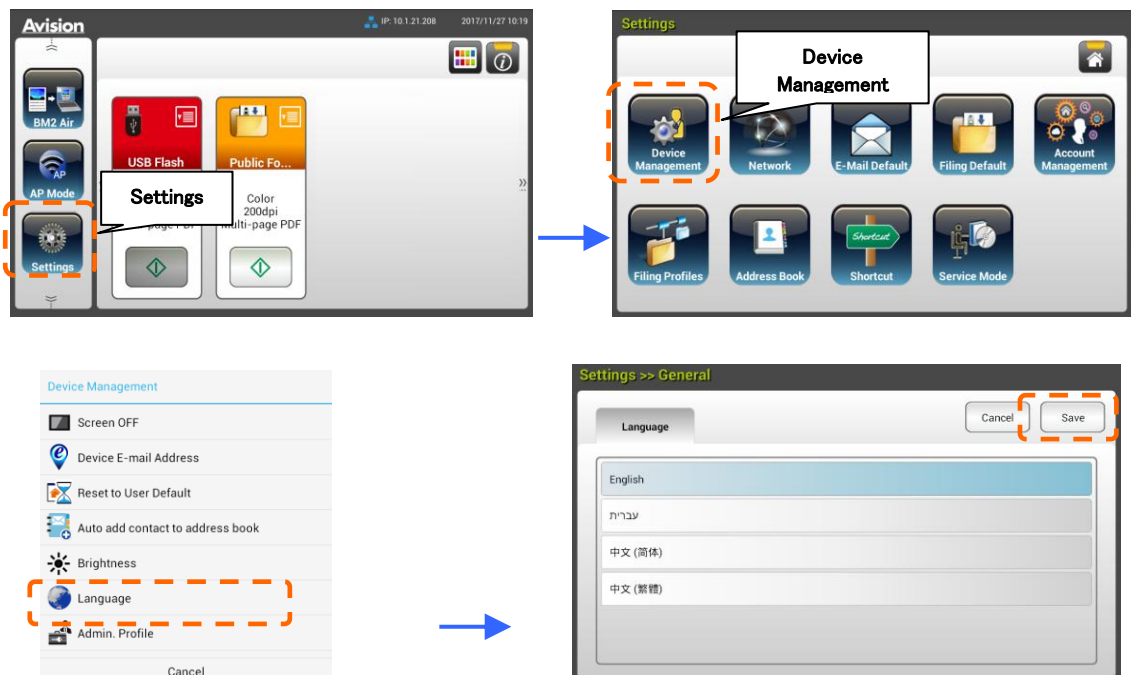 Avision
IP: 10.1.21.208
2017/11/27 10:19
BM2 Air
AP
AP Mode
Settings
USB Flash
Public Fo...
Color
200dpi
Multi-page PDF
Settings
Settings
Device
Management
Device
Management
Network
E-Mail Default
Filing Default
Account
Management
Filing Profiles
Address Book
Shortcut
Shortcut
Service Mode
Device Management
Screen OFF
Device E-mail Address
Reset to User Default
Auto add contact to address book
Brightness
Language
Admin. Profile
Cancel
Settings >> General
Language
Cancel
Save
English
עברית
中文 (简体)
中文 (繁體)